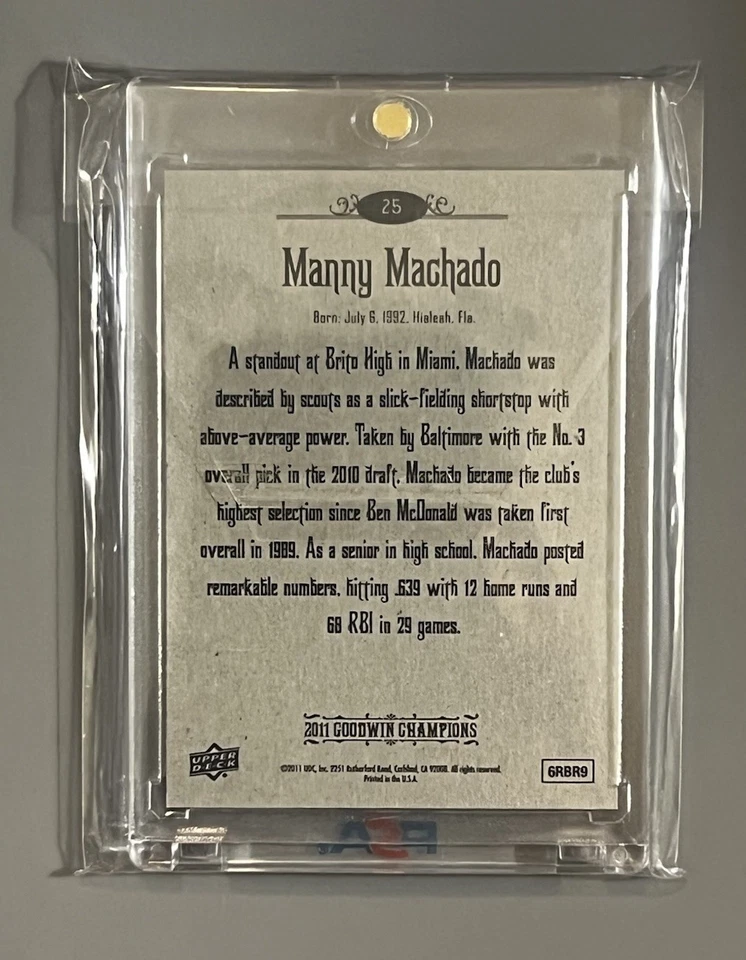 25
Manny Machado
Born: July 6, 1992, Hialeah, Fla.
A standout at Brito High in Miami, Machado was
described by scouts as a slick-fielding shortstop with
above-average power. Taken by Baltimore with the No. 3
overall pick in the 2010 draft, Machado became the club's
highest selection since Ben McDonald was taken first
overall in 1989. As a senior in high school, Machado posted
remarkable numbers, hitting .639 with 12 home runs and
68 RBI in 29 games.
2011 GOODWIN CHAMPIONS
UPPER
DECK
©2011 UDC, Inc. 2251 Rutherford Road, Carlsbad, CA 92008. All rights reserved.
Printed in the U.S.A.
6RBR9
PSA